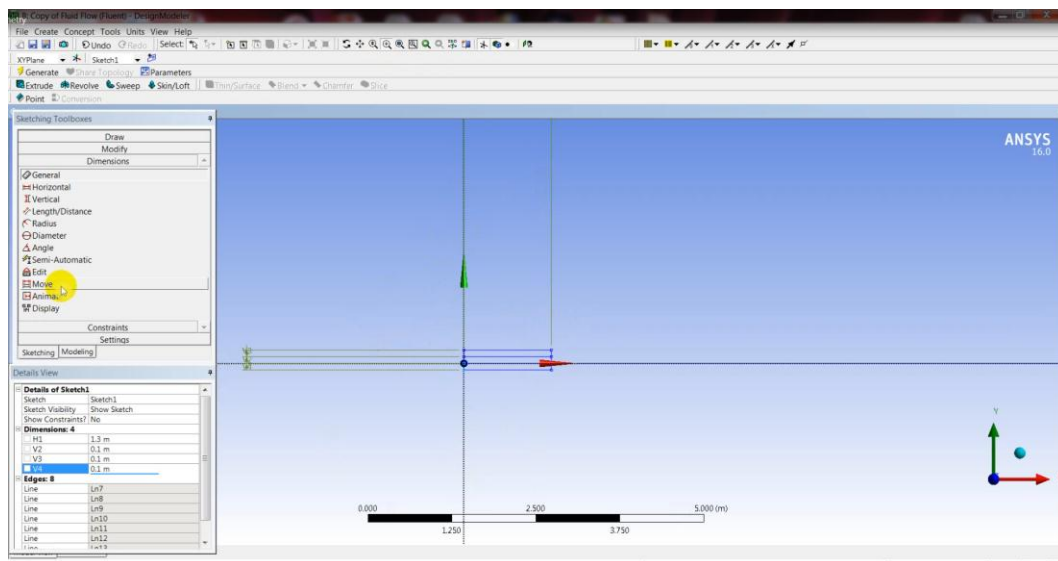 B: Copy of Fluid Flow (Fluent) - DesignModeler
File Create Concept Tools Units View Help
Undo Redo Select:
XYPlane Sketch1
Generate Share Topology Parameters
Extrude Revolve Sweep Skin/Loft Thin/Surface Blend Chamfer Slice
Point Conversion
Sketching Toolboxes
Draw
Modify
Dimensions
General
Horizontal
Vertical
Length/Distance
Radius
Diameter
Angle
Semi-Automatic
Edit
Move
Display
Constraints
Settings
Sketching Modeling
Details View
Details of Sketch1
Sketch Sketch1
Sketch Visibility Show Sketch
Show Constraints? No
Dimensions: 4
H1 1.3 m
V2 0.1 m
V3 0.1 m
V4 0.1 m
Edges: 8
Line Ln7
Line Ln8
Line Ln9
Line Ln10
Line Ln11
Line Ln12
Line Ln13
ANSYS
16.0
0.000 2.500 5.000 (m)
1.250 3.750
Y